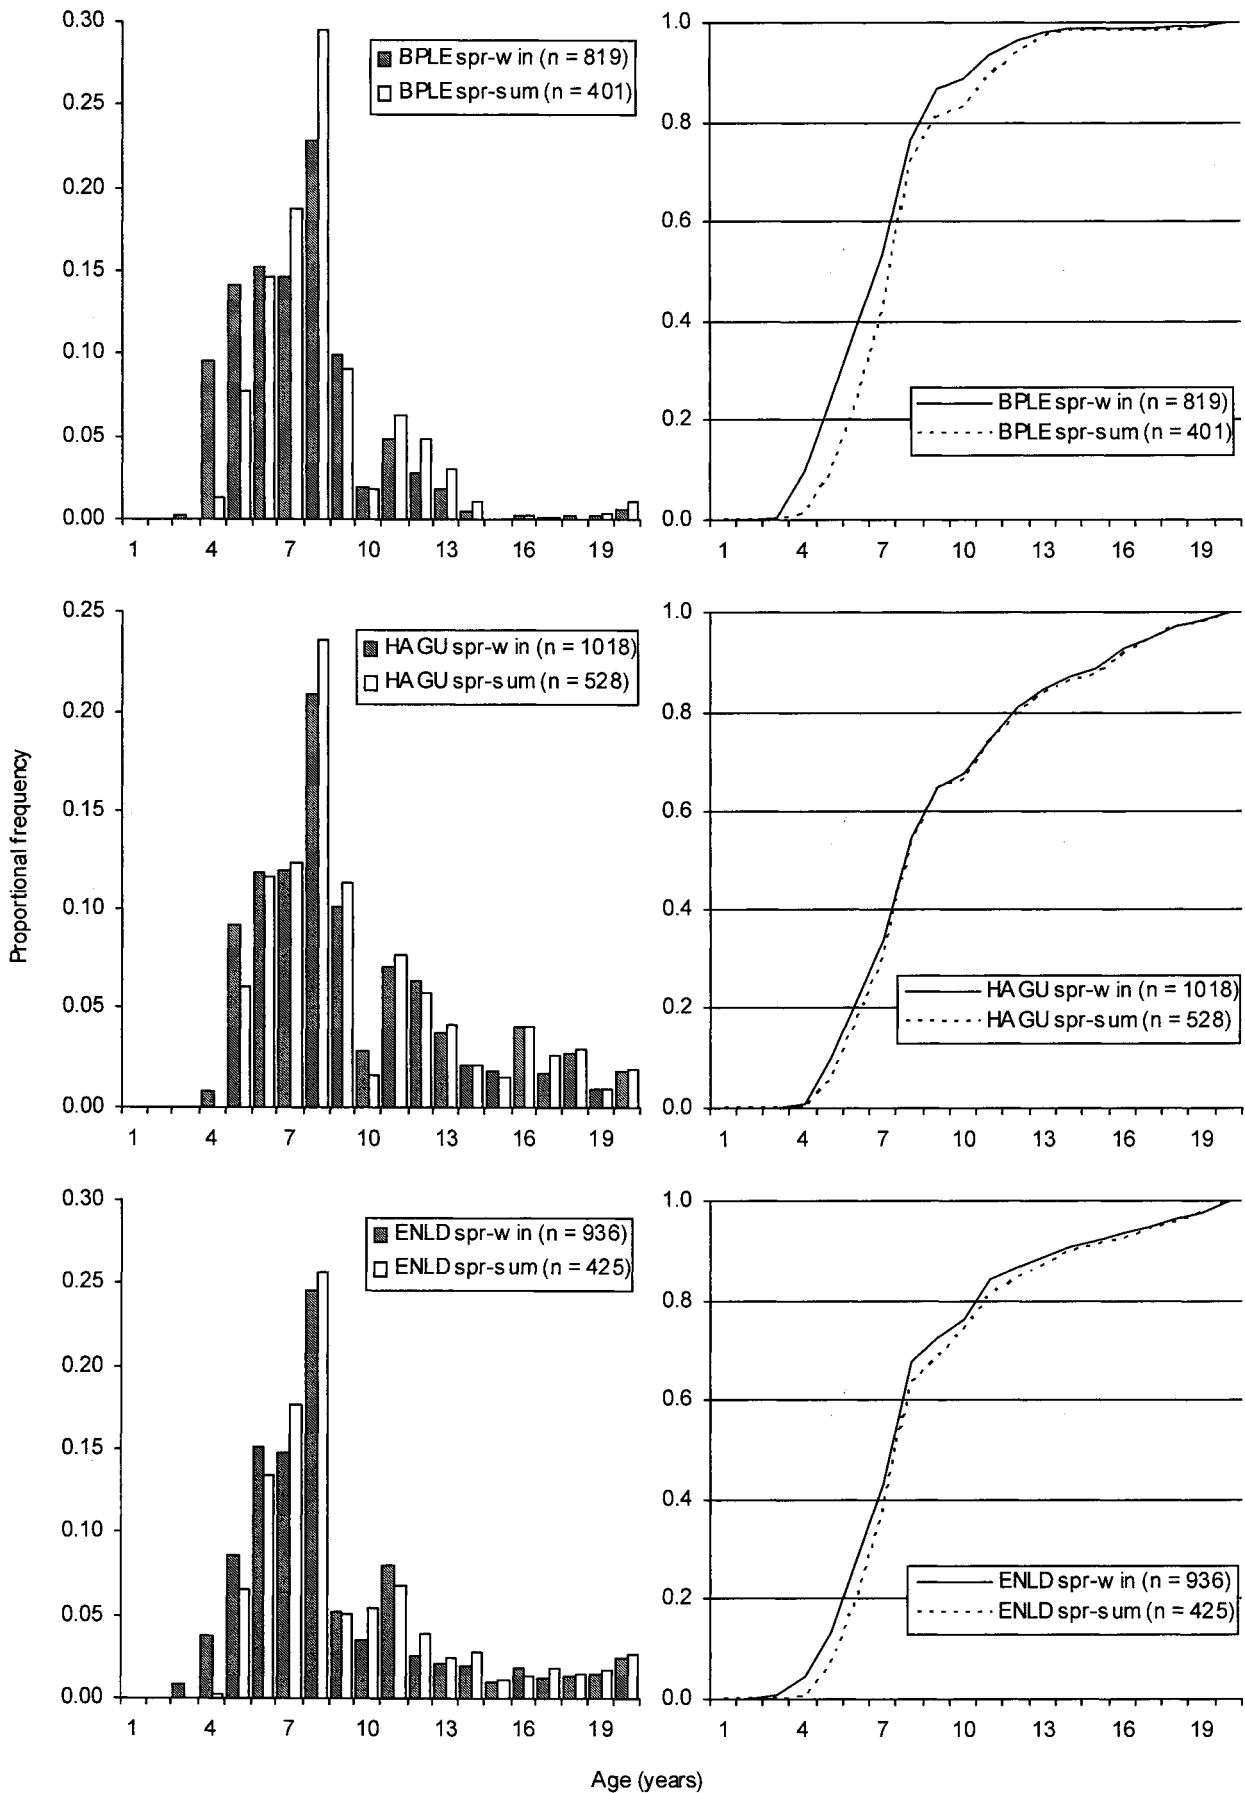 0.30
0.25
0.20
0.15
0.10
0.05
0.00
1 4 7 10 13 16 19
BPLE spr-win (n = 819)
BPLE spr-sum (n = 401)
1.0
0.8
0.6
0.4
0.2
0.0
1 4 7 10 13 16 19
BPLE spr-win (n = 819)
BPLE spr-sum (n = 401)
Proportional frequency
0.25
0.20
0.15
0.10
0.05
0.00
1 4 7 10 13 16 19
HAGU spr-win (n = 1018)
HAGU spr-sum (n = 528)
1.0
0.8
0.6
0.4
0.2
0.0
1 4 7 10 13 16 19
HAGU spr-win (n = 1018)
HAGU spr-sum (n = 528)
0.30
0.25
0.20
0.15
0.10
0.05
0.00
1 4 7 10 13 16 19
ENLD spr-win (n = 936)
ENLD spr-sum (n = 425)
1.0
0.8
0.6
0.4
0.2
0.0
1 4 7 10 13 16 19
ENLD spr-win (n = 936)
ENLD spr-sum (n = 425)
Age (years)